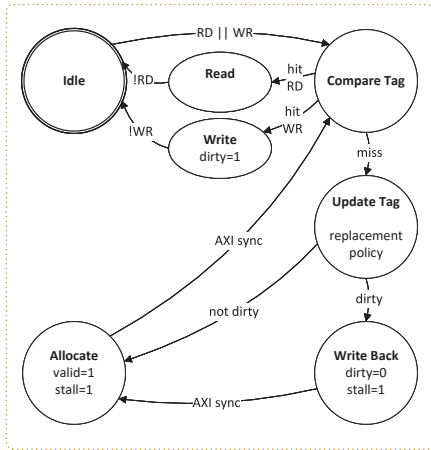 RD || WR
Idle
Read
Compare Tag
!RD
hit
RD
hit
WR
Write
dirty=1
!WR
miss
Update Tag
replacement
policy
AXI sync
dirty
not dirty
Allocate
valid=1
stall=1
Write Back
dirty=0
stall=1
AXI sync